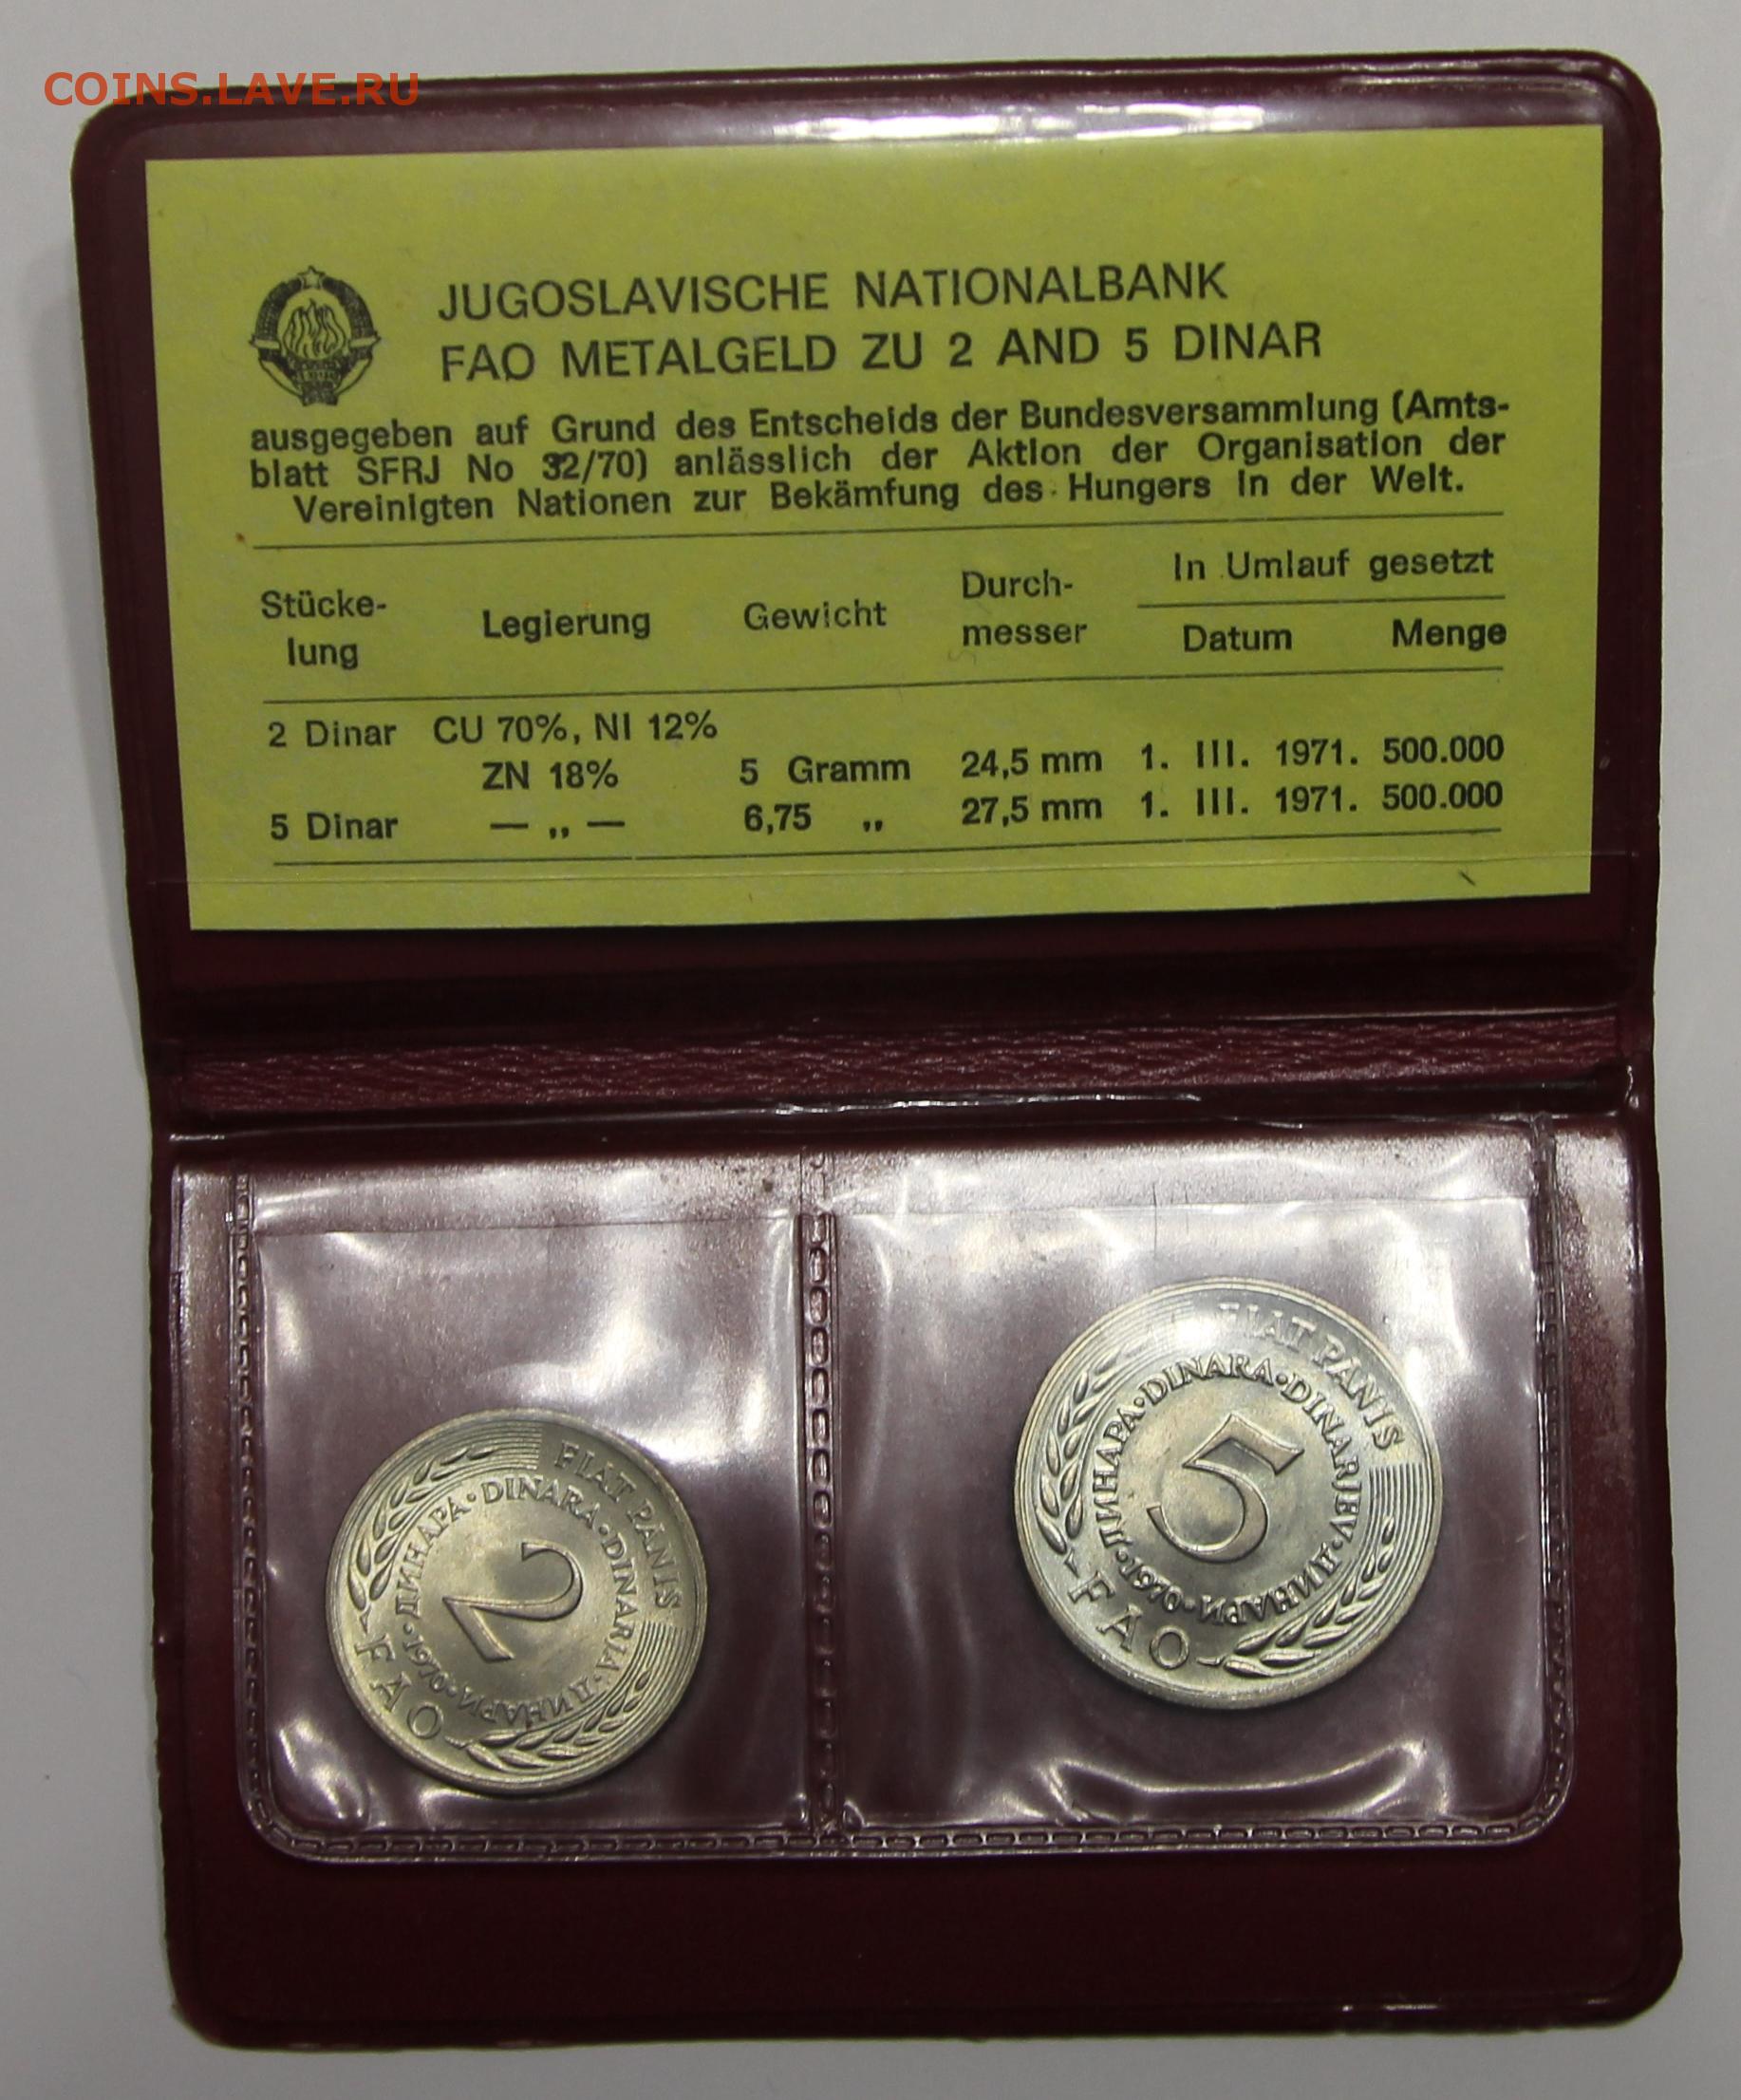 COINS.LAVE.RU
JUGOSLAVISCHE NATIONALBANK
FAO METALGELD ZU 2 AND 5 DINAR
ausgegeben auf Grund des Entscheids der Bundesversammlung (Amts-
blatt SFRJ No 32/70) anlässlich der Aktion der Organisation der
Vereinigten Nationen zur Bekämfung des Hungers in der Welt.
Stücke-
lung
Legierung
Gewicht
Durch-
messer
In Umlauf gesetzt
Datum Menge
2 Dinar CU 70%, NI 12%
ZN 18% 5 Gramm 24,5 mm 1. III. 1971. 500.000
5 Dinar — „ — 6,75 „ 27,5 mm 1. III. 1971. 500.000
FIAT PANIS
FAO
1970 · ДИНАРА · DINARA · DINARJA · ДИНАРИ ·
2
FIAT PANIS
FAO
1970 · ДИНАРА · DINARA · DINARJEV · ДИНАРИ ·
5